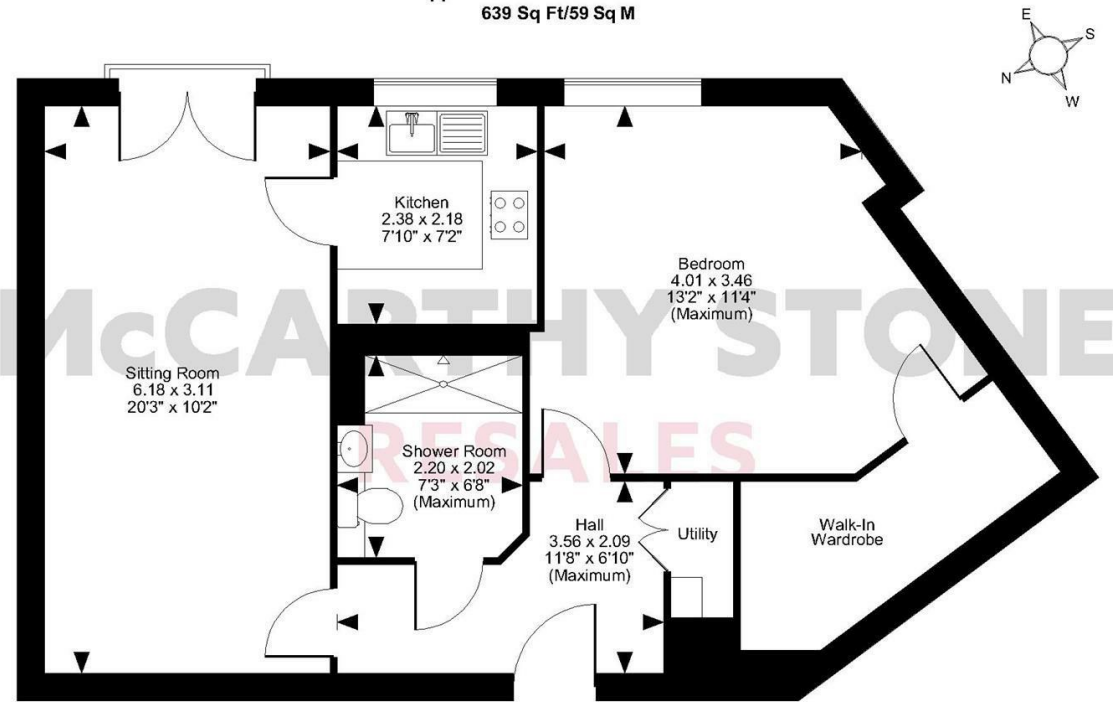 639 Sq Ft/59 Sq M
E
S
N
W
Kitchen
2.38 x 2.18
7'10" x 7'2"
Bedroom
4.01 x 3.46
13'2" x 11'4"
(Maximum)
McCARTHY STONE
RESALES
Sitting Room
6.18 x 3.11
20'3" x 10'2"
Shower Room
2.20 x 2.02
7'3" x 6'8"
(Maximum)
Hall
3.56 x 2.09
11'8" x 6'10"
(Maximum)
Utility
Walk-In
Wardrobe